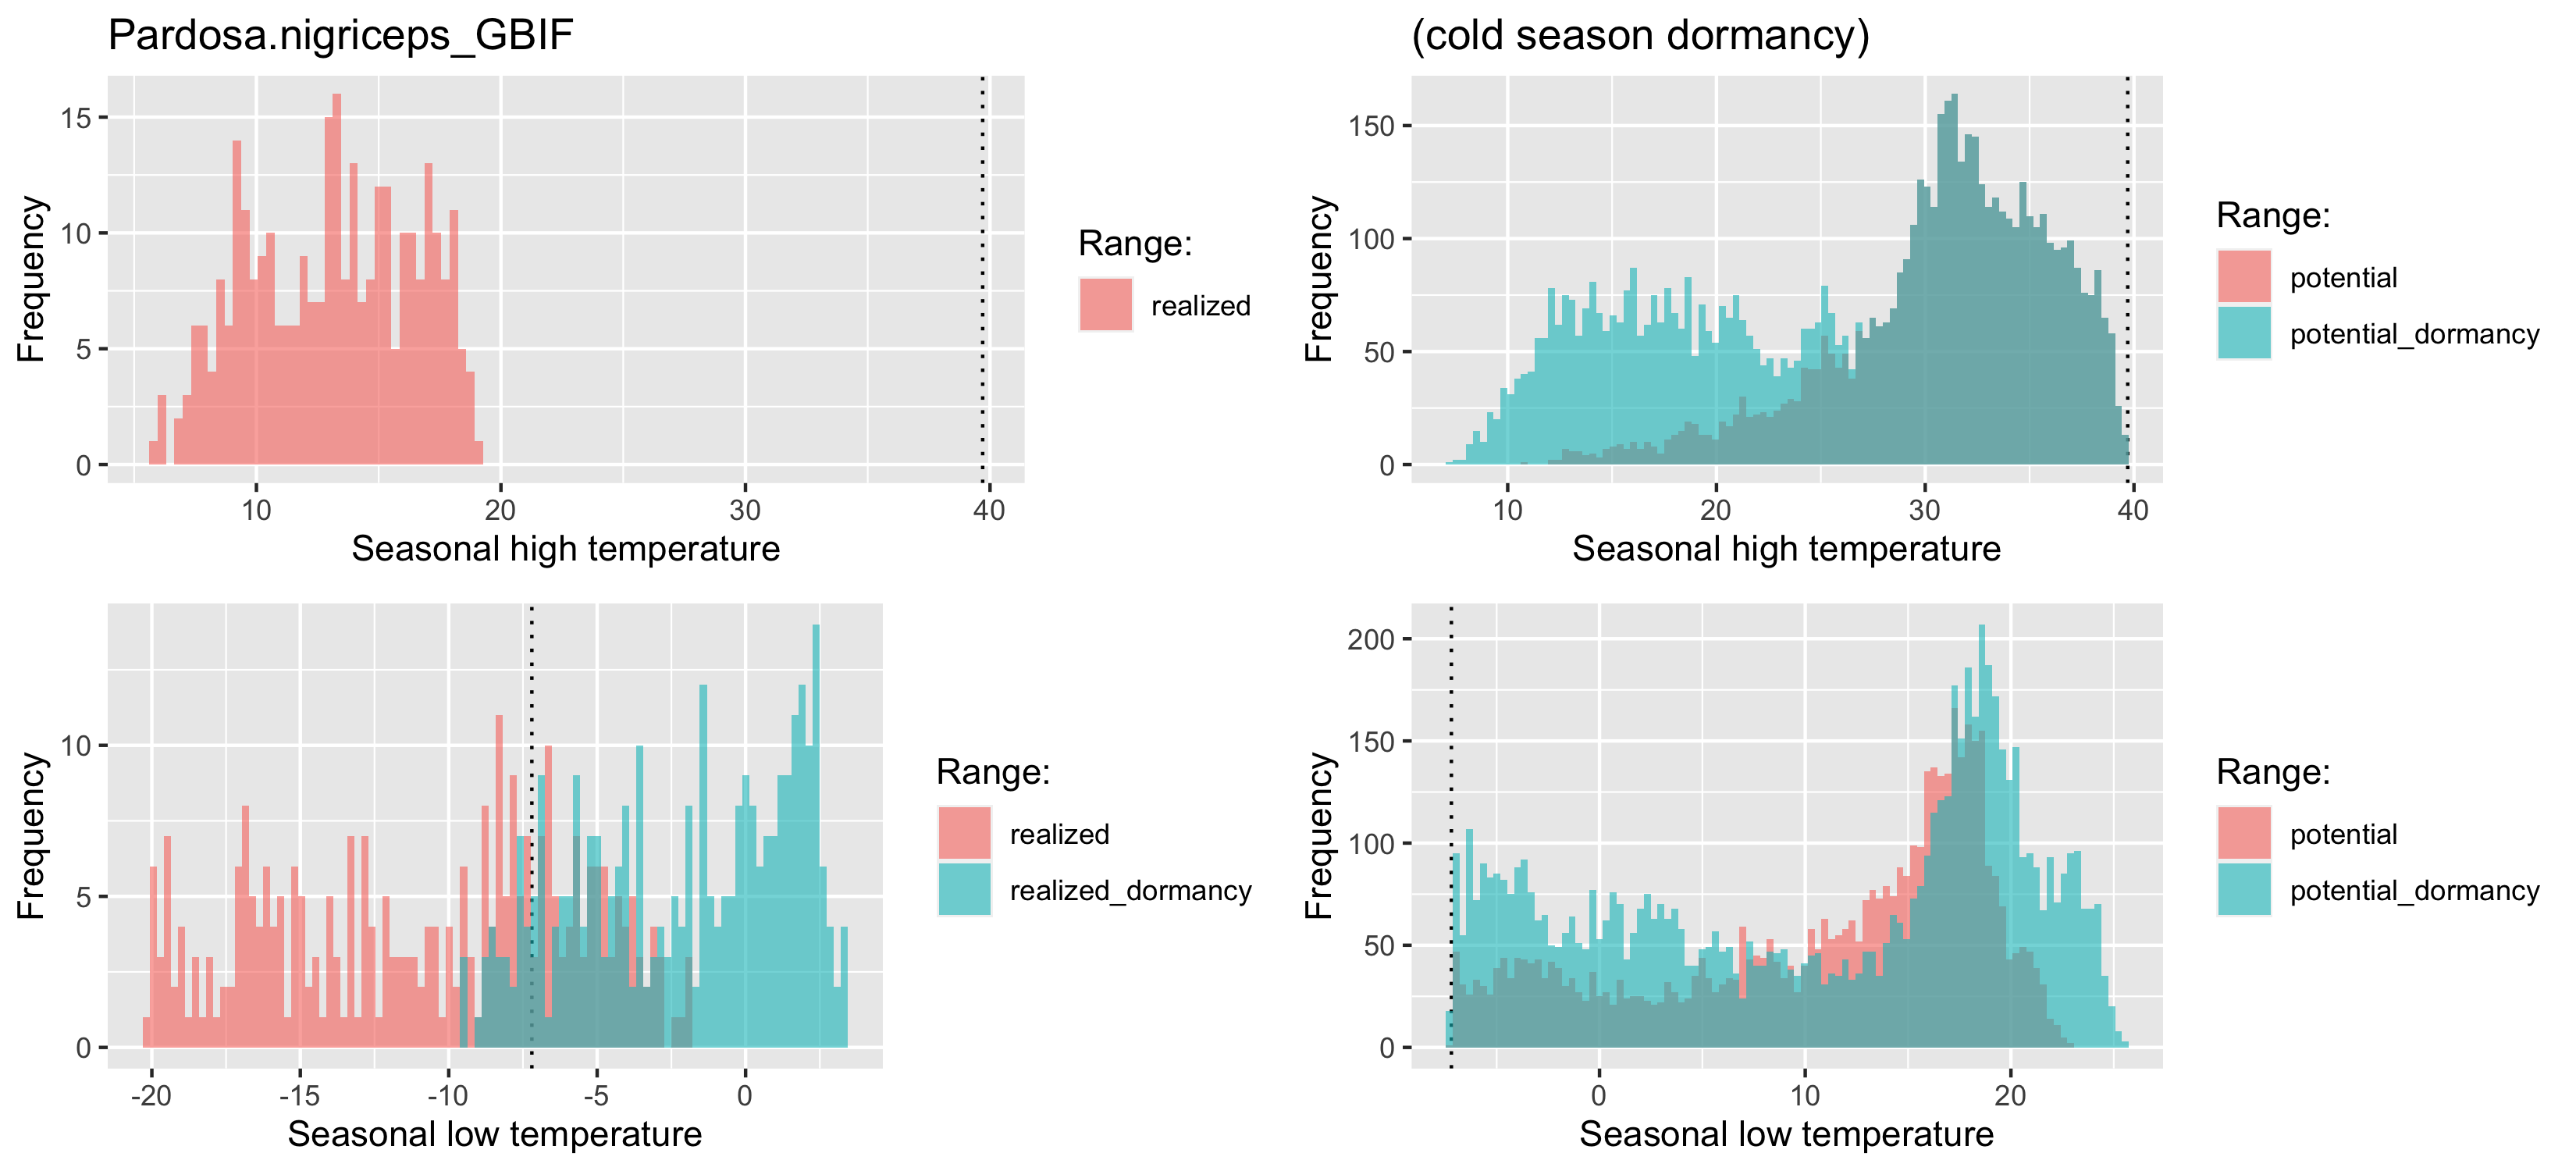 Pardosa.nigriceps_GBIF
15
10
5
0
Frequency
10 20 30 40
Seasonal high temperature
Range:
realized
(cold season dormancy)
150
100
50
0
Frequency
10 20 30 40
Seasonal high temperature
Range:
potential
potential_dormancy
10
5
0
Frequency
-20 -15 -10 -5 0
Seasonal low temperature
Range:
realized
realized_dormancy
200
150
100
50
0
Frequency
0 10 20
Seasonal low temperature
Range:
potential
potential_dormancy